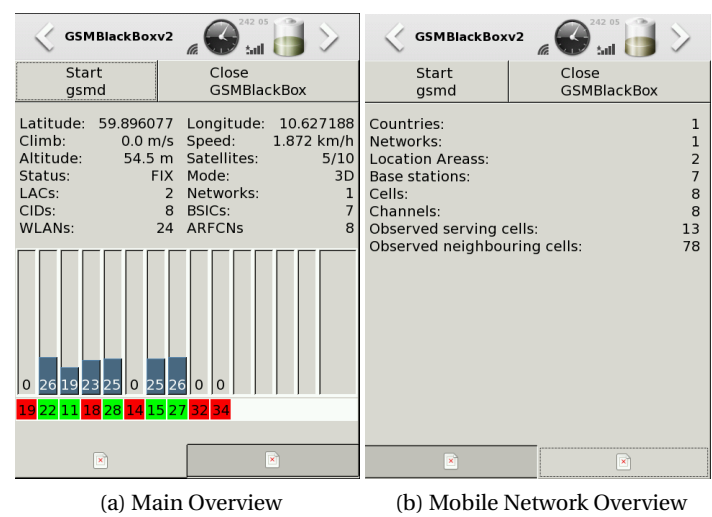 GSMBlackBoxv2 242 05
Start gsmd Close GSMBlackBox
Latitude: 59.896077 Longitude: 10.627188
Climb: 0.0 m/s Speed: 1.872 km/h
Altitude: 54.5 m Satellites: 5/10
Status: FIX Mode: 3D
LACs: 2 Networks: 1
CIDs: 8 BSICs: 7
WLANs: 24 ARFCNs 8
0 26 19 23 25 0 25 26 0 0
19 22 11 18 28 14 15 27 32 34
(a) Main Overview
GSMBlackBoxv2 242 05
Start gsmd Close GSMBlackBox
Countries: 1
Networks: 1
Location Areass: 2
Base stations: 7
Cells: 8
Channels: 8
Observed serving cells: 13
Observed neighbouring cells: 78
(b) Mobile Network Overview